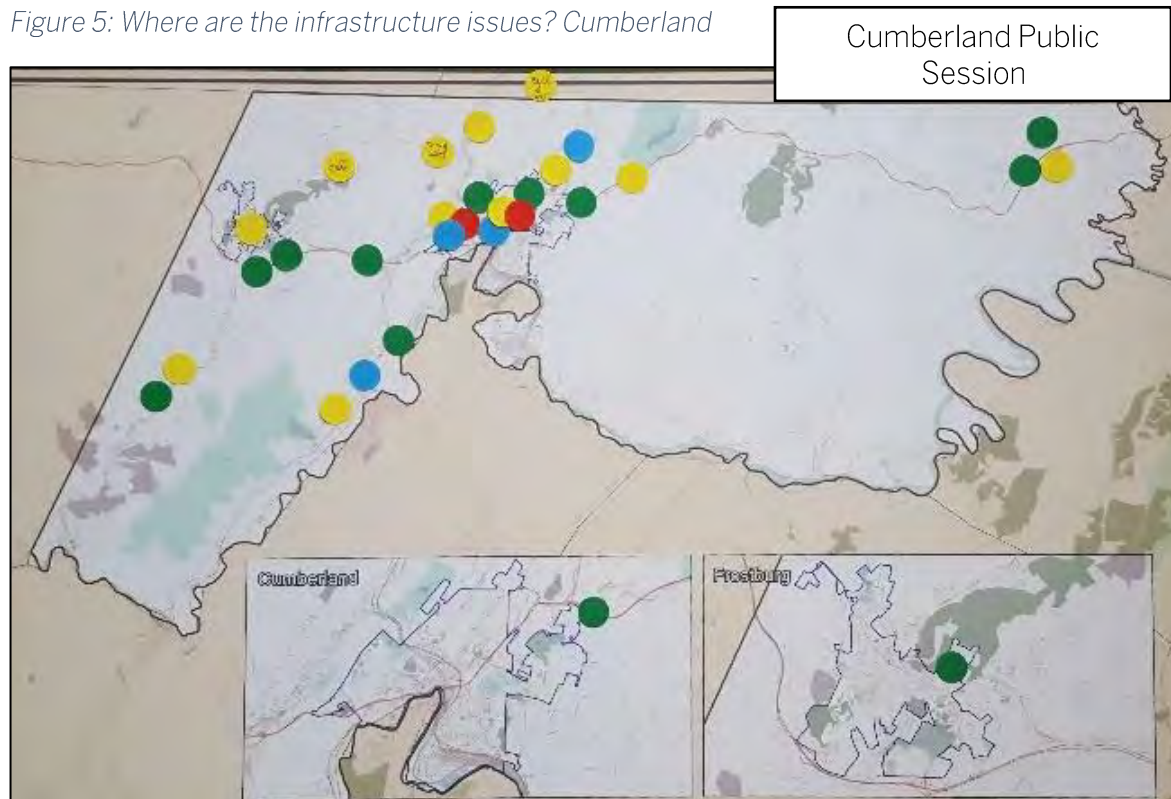 Figure 5: Where are the infrastructure issues? Cumberland
Cumberland Public
Session
Cumberland
Frostburg